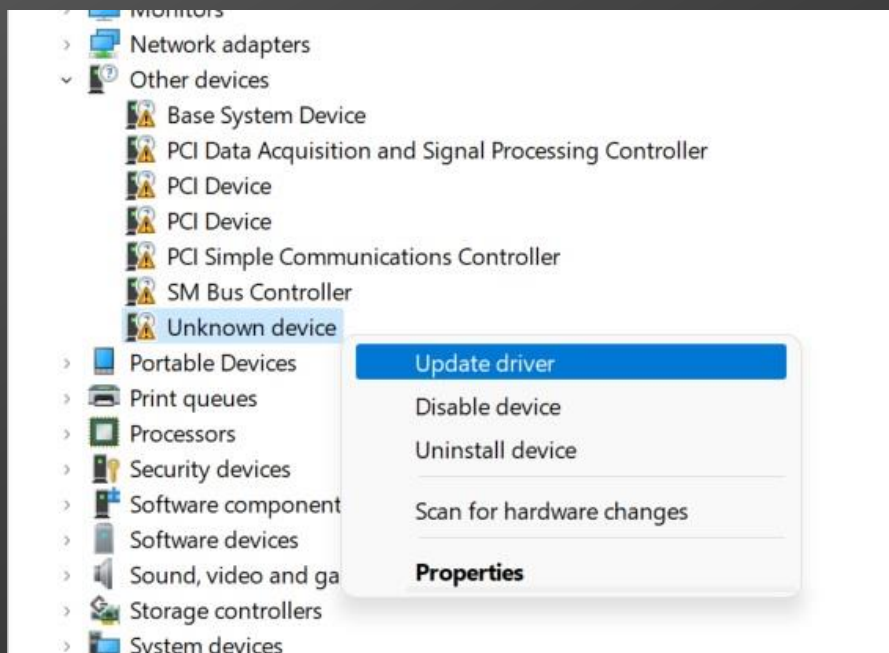 Monitors
Network adapters
Other devices
Base System Device
PCI Data Acquisition and Signal Processing Controller
PCI Device
PCI Device
PCI Simple Communications Controller
SM Bus Controller
Unknown device
Portable Devices
Update driver
Print queues
Disable device
Processors
Uninstall device
Security devices
Software component
Scan for hardware changes
Software devices
Sound, video and ga
Properties
Storage controllers
System devices